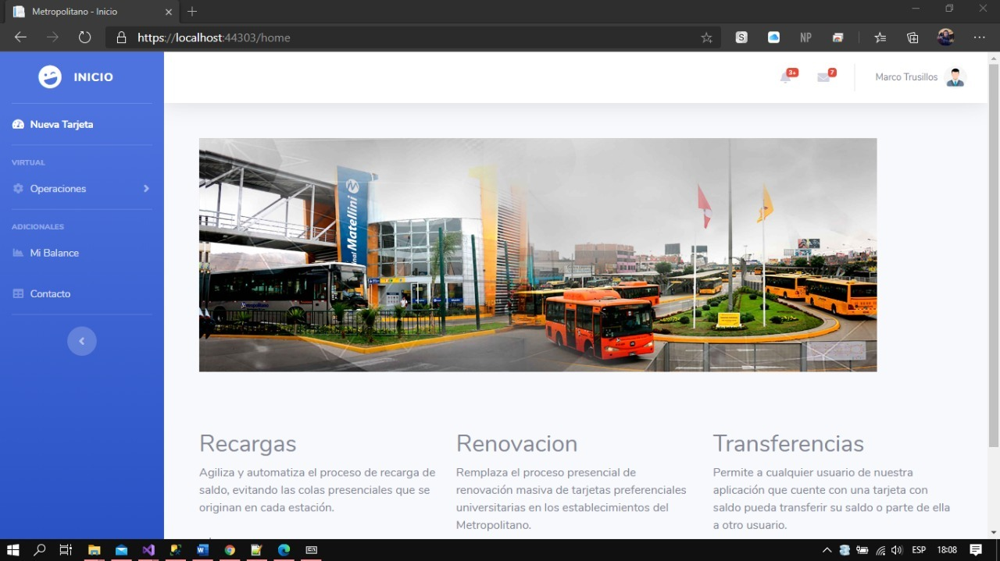 Metropolitano - Inicio
https://localhost:44303/home
S
NP
INICIO
3+
7
Marco Trusillos
Nueva Tarjeta
VIRTUAL
Operaciones
ADICIONALES
Mi Balance
Contacto
nal Matellini
Recargas
Agiliza y automatiza el proceso de recarga de
saldo, evitando las colas presenciales que se
originan en cada estación.
Renovacion
Remplaza el proceso presencial de
renovación masiva de tarjetas preferenciales
universitarias en los establecimientos del
Metropolitano.
Transferencias
Permite a cualquier usuario de nuestra
aplicación que cuente con una tarjeta con
saldo pueda transferir su saldo o parte de ella
a otro usuario.
ESP
18:08